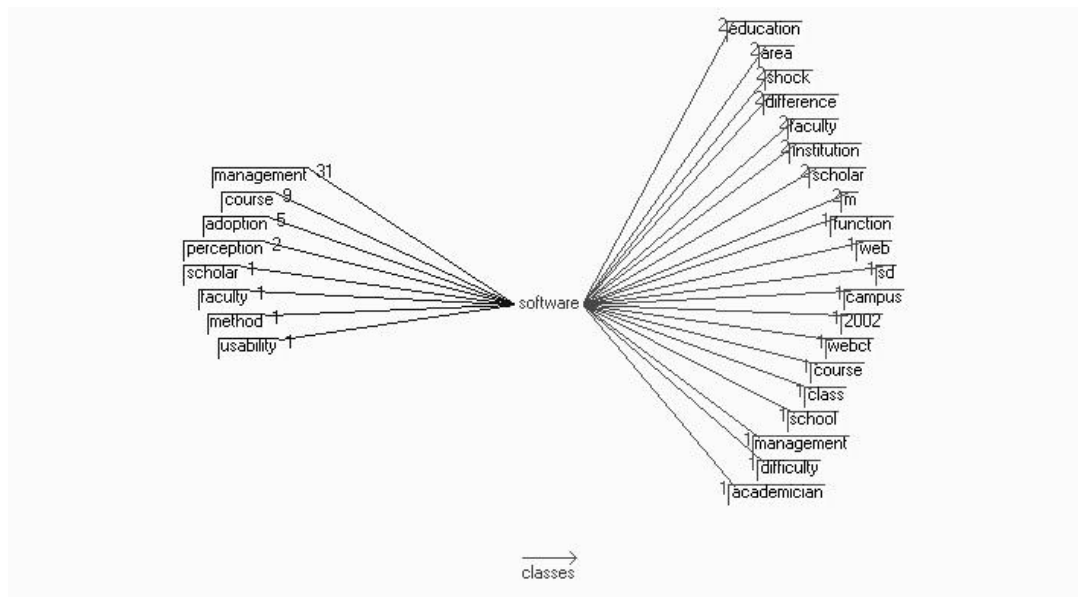 management 31
course 9
adoption 5
perception 2
scholar 1
faculty 1
method 1
usability 1
software
2 education
2 area
2 shock
2 difference
2 faculty
2 institution
2 scholar
2 m
1 function
1 web
1 sd
1 campus
1 2002
1 webct
1 course
1 class
1 school
1 management
1 difficulty
1 academician
classes